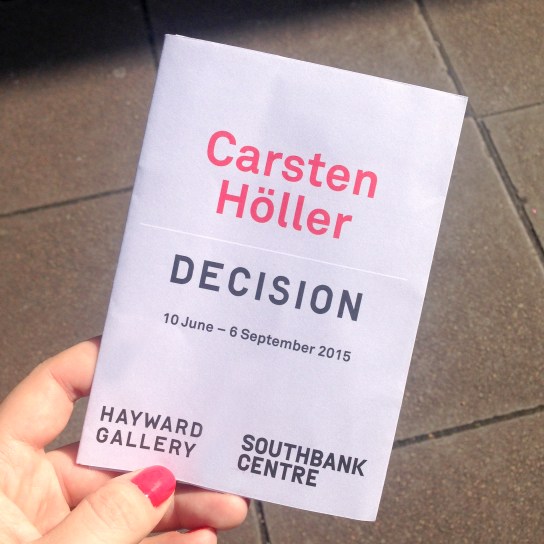 Carsten
Höller
DECISION
10 June – 6 September 2015
HAYWARD
GALLERY
SOUTHBANK
CENTRE